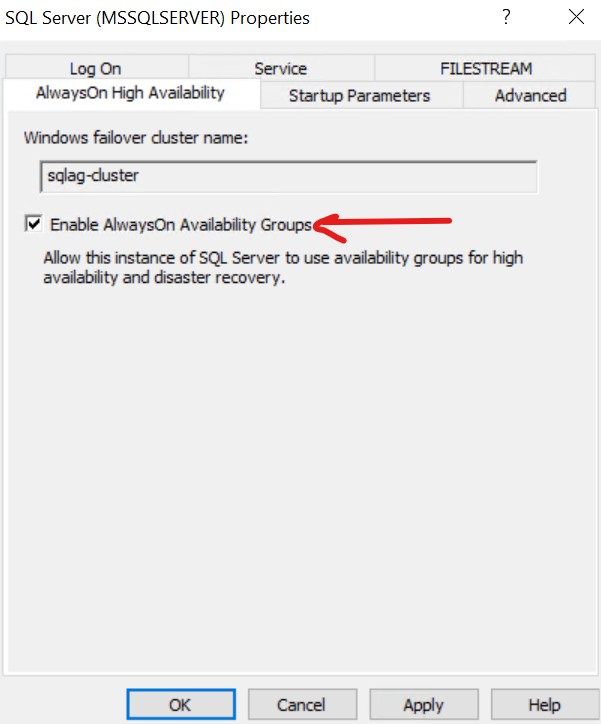 SQL Server (MSSQLSERVER) Properties ?
Log On Service FILESTREAM
AlwaysOn High Availability Startup Parameters Advanced
Windows failover cluster name:
sqlag-cluster
Enable AlwaysOn Availability Groups
Allow this instance of SQL Server to use availability groups for high
availability and disaster recovery.
OK Cancel Apply Help